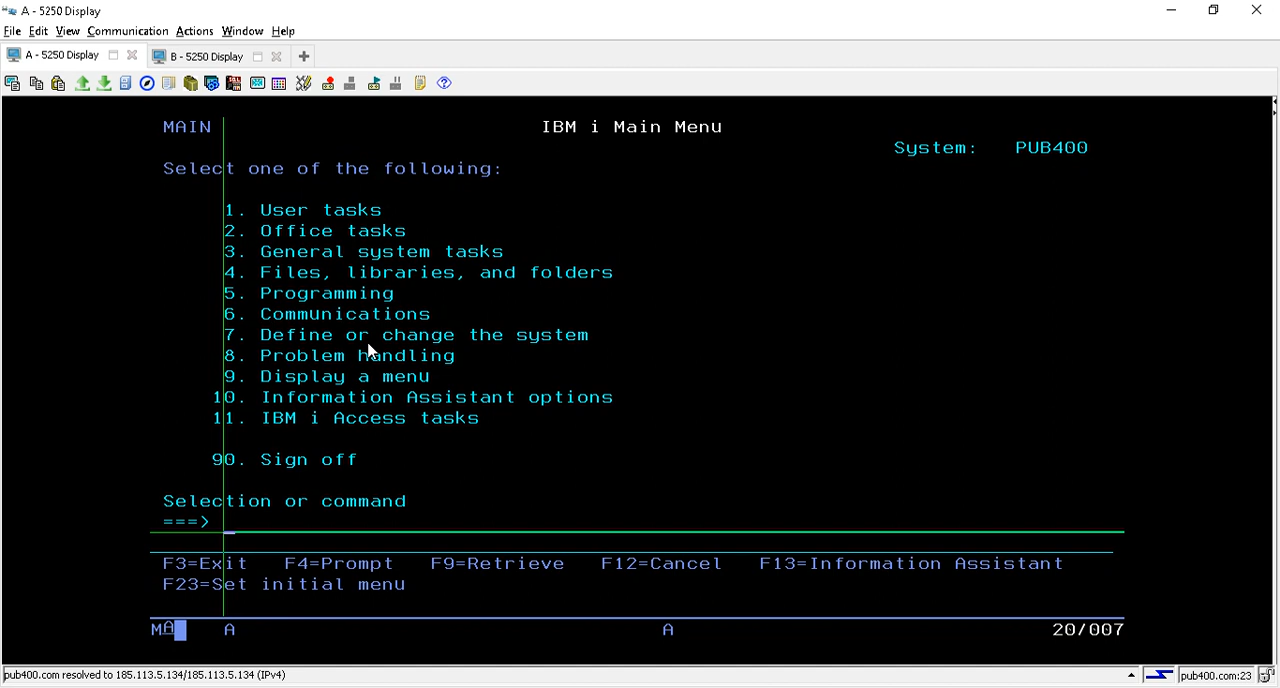 A - 5250 Display
File Edit View Communication Actions Window Help
A - 5250 Display B - 5250 Display
MAIN IBM i Main Menu
System: PUB400
Select one of the following:
1. User tasks
2. Office tasks
3. General system tasks
4. Files, libraries, and folders
5. Programming
6. Communications
7. Define or change the system
8. Problem handling
9. Display a menu
10. Information Assistant options
11. IBM i Access tasks
90. Sign off
Selection or command
===>
F3=Exit F4=Prompt F9=Retrieve F12=Cancel F13=Information Assistant
F23=Set initial menu
MA A A 20/007
pub400.com resolved to 185.113.5.134/185.113.5.134 (IPv4) pub400.com:23